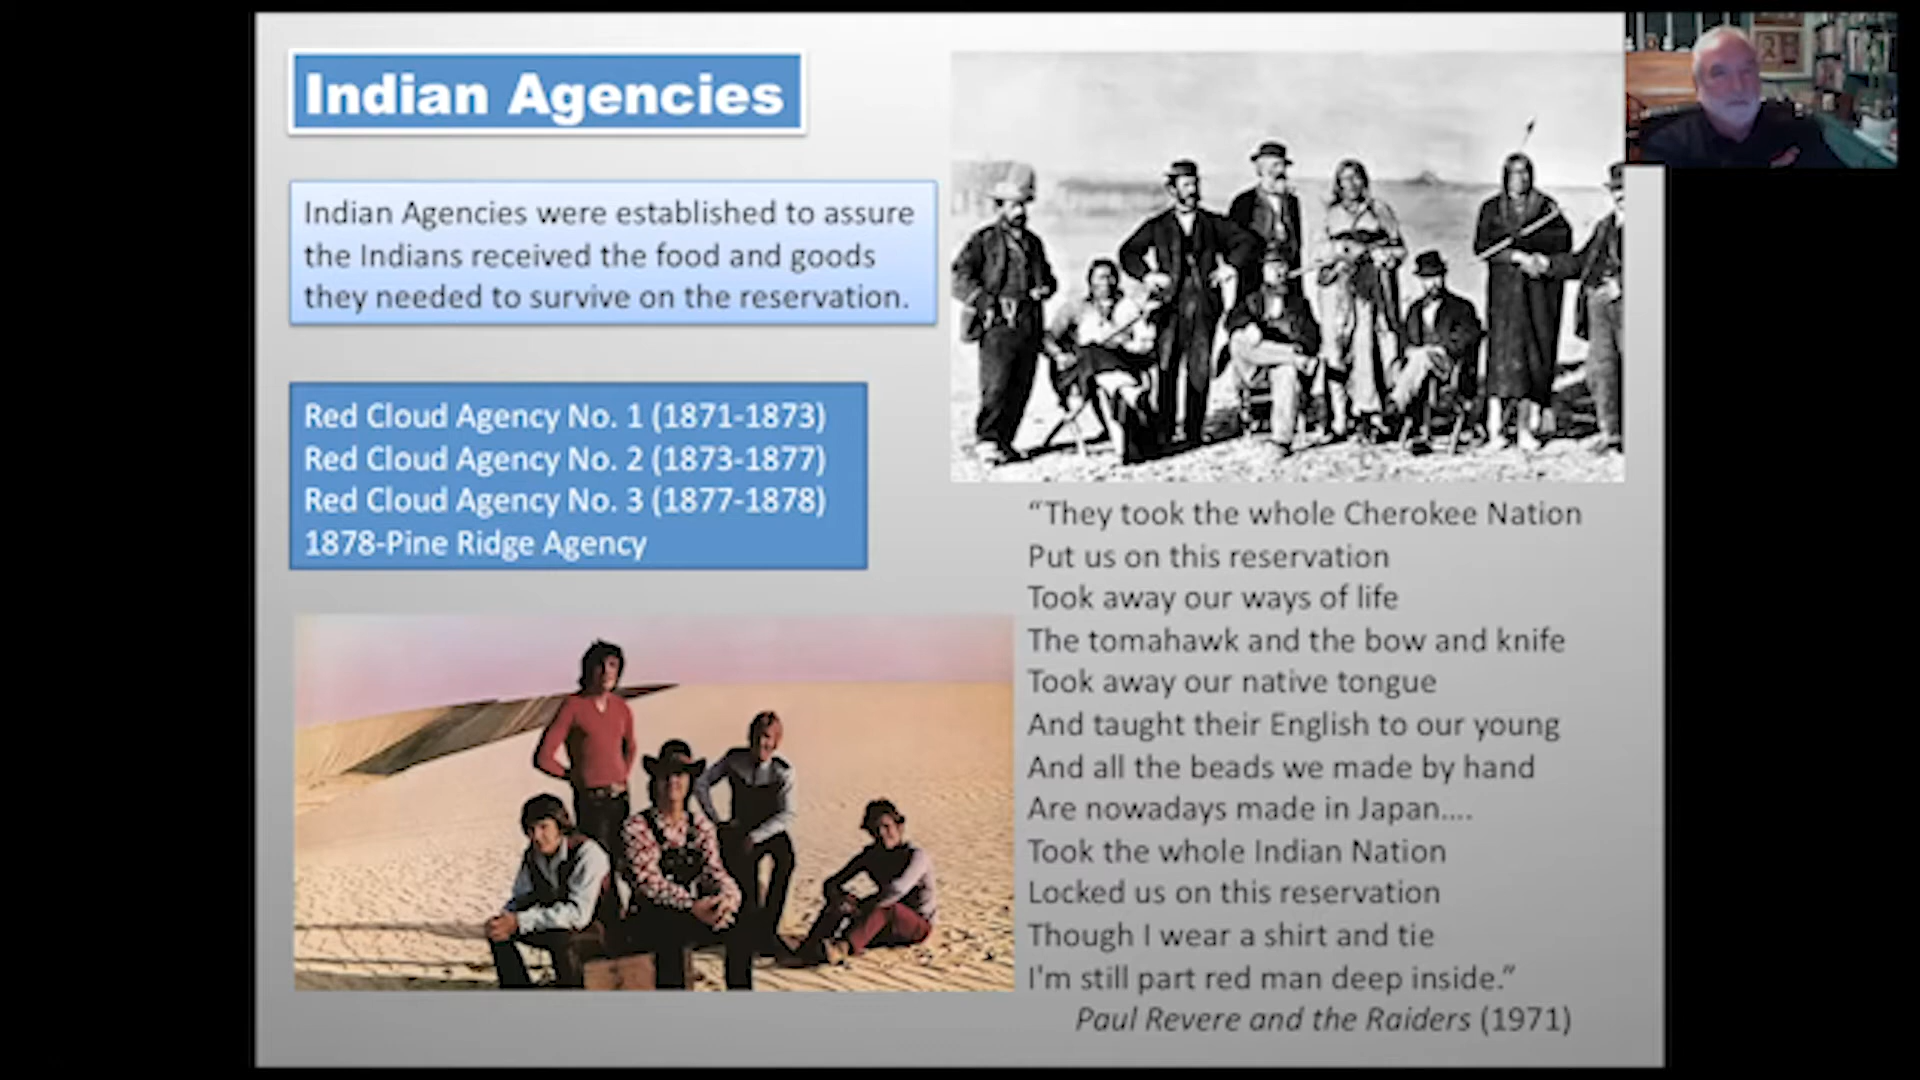 Indian Agencies
Indian Agencies were established to assure
the Indians received the food and goods
they needed to survive on the reservation.
Red Cloud Agency No. 1 (1871-1873)
Red Cloud Agency No. 2 (1873-1877)
Red Cloud Agency No. 3 (1877-1878)
1878-Pine Ridge Agency
“They took the whole Cherokee Nation
Put us on this reservation
Took away our ways of life
The tomahawk and the bow and knife
Took away our native tongue
And taught their English to our young
And all the beads we made by hand
Are nowadays made in Japan....
Took the whole Indian Nation
Locked us on this reservation
Though I wear a shirt and tie
I'm still part red man deep inside.”
Paul Revere and the Raiders (1971)